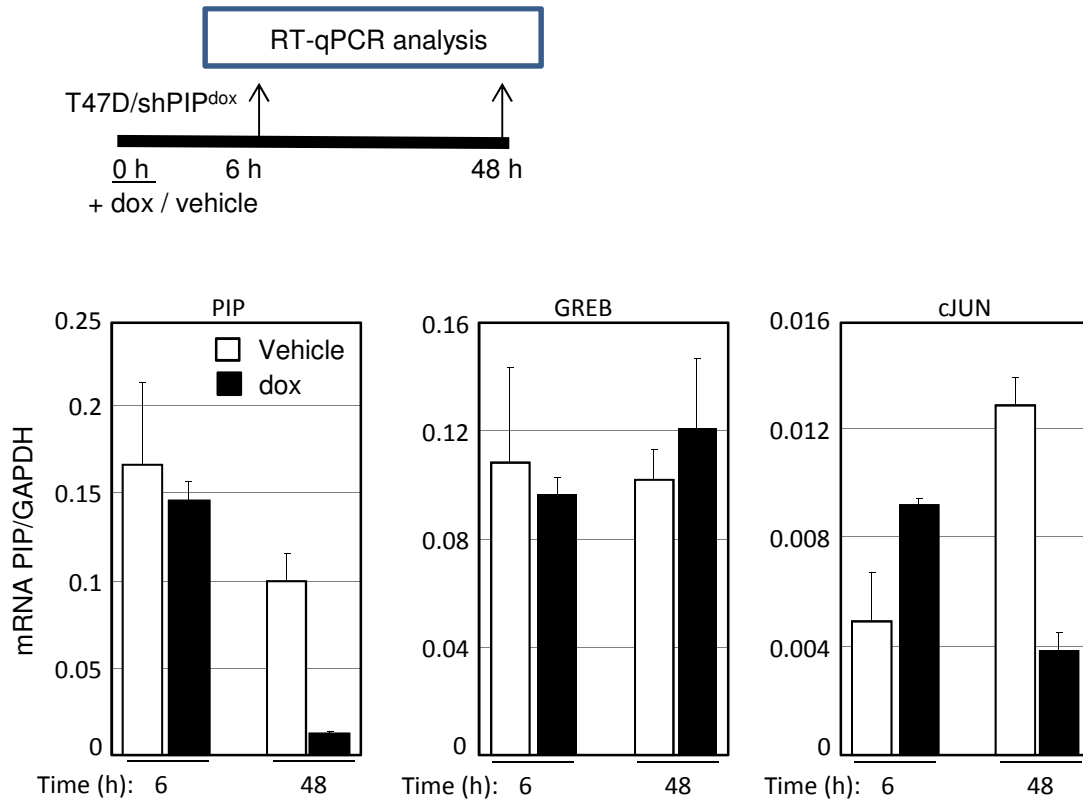 RT-qPCR analysis
T47D/shPIPdox
0 h 6 h 48 h
+ dox / vehicle
PIP GREB cJUN
mRNA PIP/GAPDH
0.25
0.2
0.15
0.1
0.05
0
Vehicle
dox
0.16
0.12
0.08
0.04
0
0.016
0.012
0.008
0.004
0.000
Time (h): 6 48 Time (h): 6 48 Time (h): 6 48